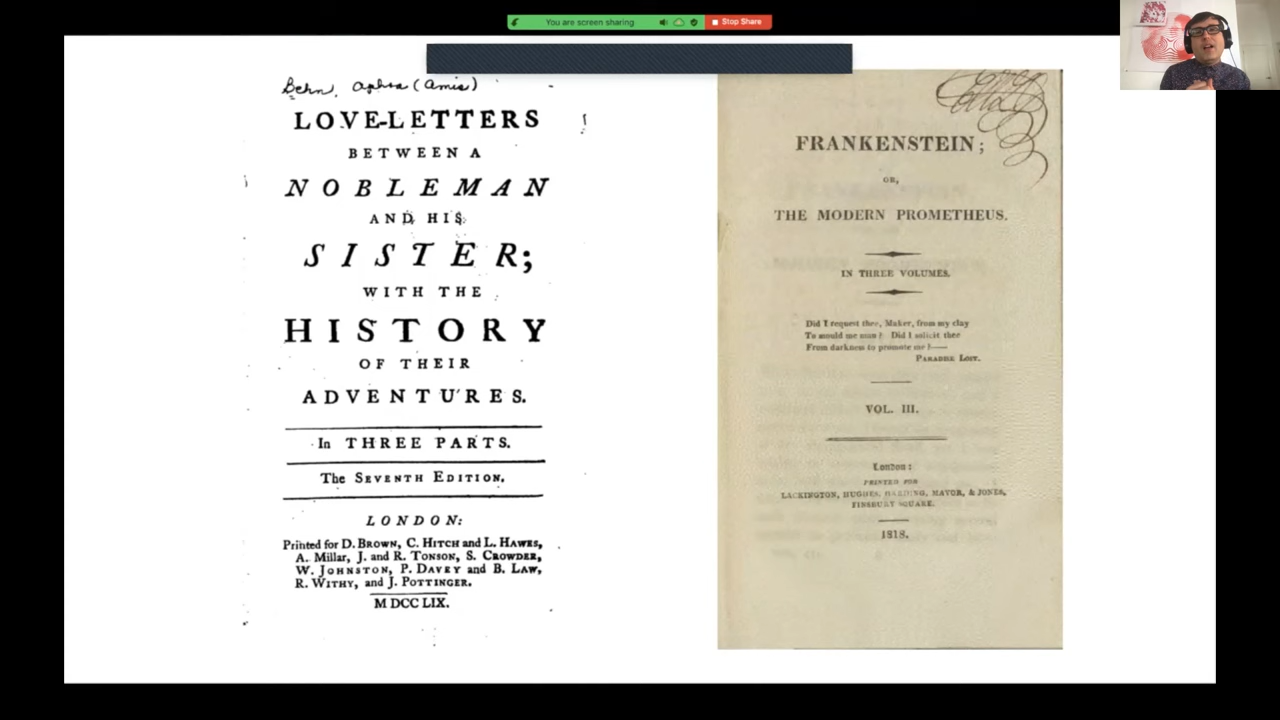 You are screen sharing
Stop Share
Behn, Aphra (Amis)
LOVE-LETTERS
BETWEEN A
NOBLEMAN
AND HIS
SISTER;
WITH THE
HISTORY
OF THEIR
ADVENTURES.
In THREE PARTS.
The SEVENTH EDITION.
LONDON:
Printed for D. BROWN, C. HITCH and L. HAWES,
A. Millar, J. and R. TONSON, S. CROWDER,
W. JOHNSTON, P. DAVEY and B. LAW,
R. WITHY, and J. POTTINGER.
M DCC LIX.
FRANKENSTEIN;
OR,
THE MODERN PROMETHEUS.
IN THREE VOLUMES.
Did I request thee, Maker, from my clay
To mould me man? Did I solicit thee
From darkness to promote me?——
PARADISE LOST.
VOL. III.
London:
PRINTED FOR
LACKINGTON, HUGHES, HARDING, MAVOR, & JONES,
FINSBURY SQUARE.
1818.